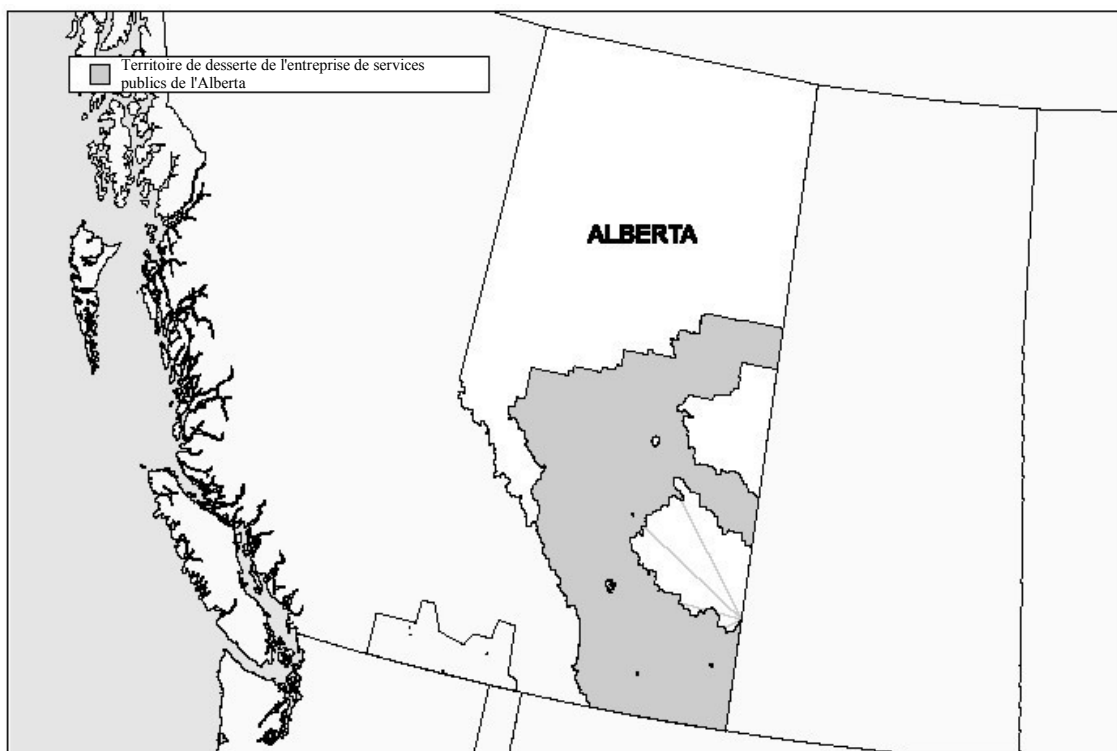 Territoire de desserte de l'entreprise de services
publics de l'Alberta
ALBERTA